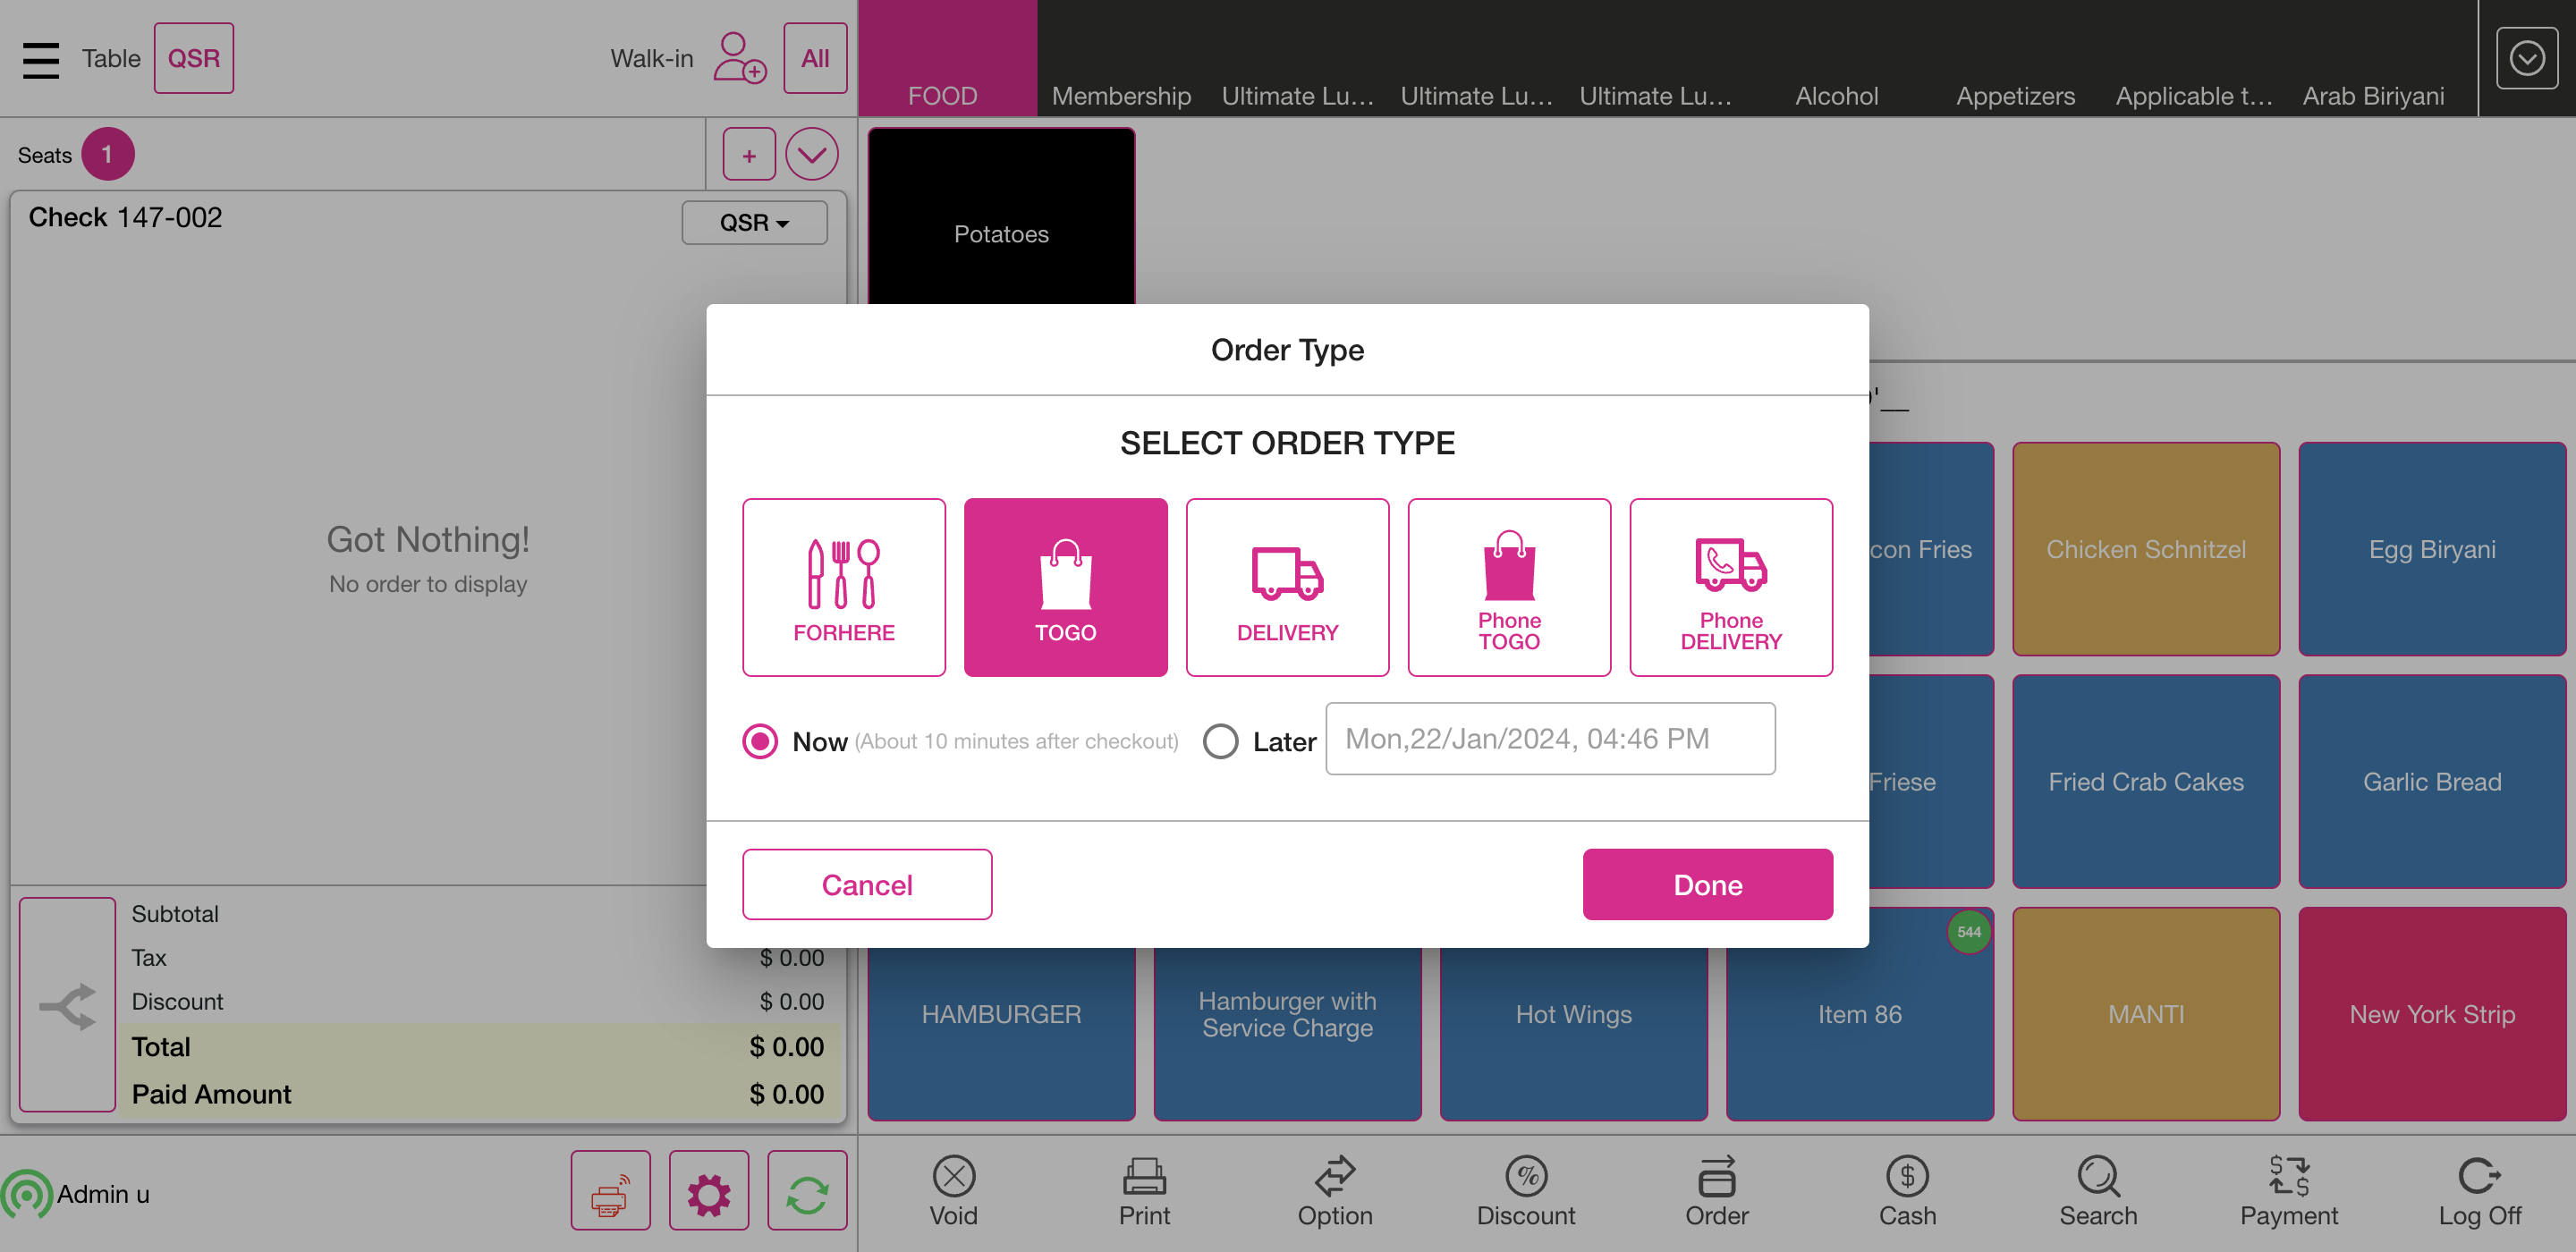 Table QSR Walk-in All
FOOD Membership Ultimate Lu... Ultimate Lu... Ultimate Lu... Alcohol Appetizers Applicable t... Arab Biriyani
Seats 1 +
Check 147-002 QSR
Potatoes
Got Nothing!
No order to display
Order Type
SELECT ORDER TYPE
FORHERE
TOGO
DELIVERY
Phone
TOGO
Phone
DELIVERY
Now (About 10 minutes after checkout) Later Mon,22/Jan/2024, 04:46 PM
Cancel Done
con Fries Chicken Schnitzel Egg Biryani
Friese Fried Crab Cakes Garlic Bread
544
HAMBURGER
Hamburger with
Service Charge
Hot Wings
Item 86
MANTI
New York Strip
Subtotal
Tax $ 0.00
Discount $ 0.00
Total $ 0.00
Paid Amount $ 0.00
Admin u
Void Print Option Discount Order Cash Search Payment Log Off